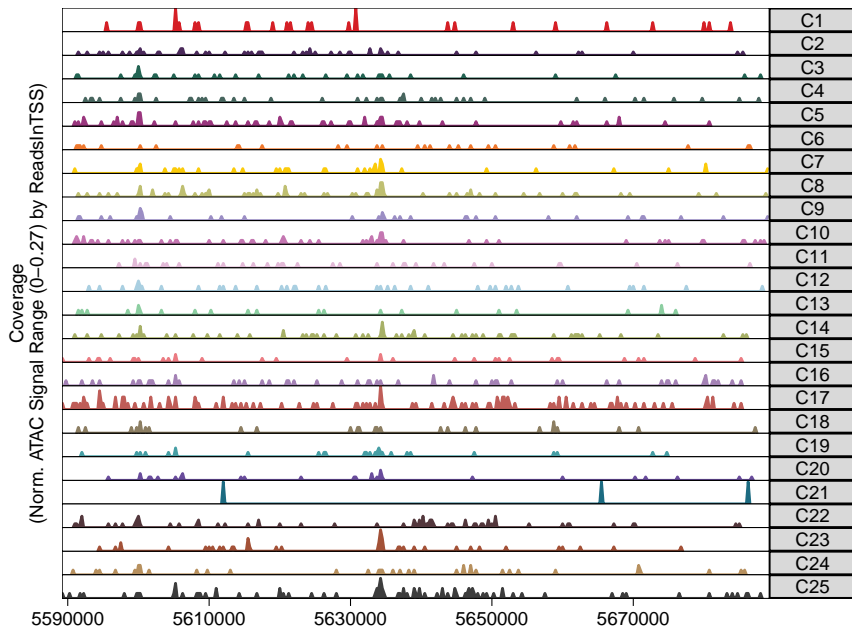 Coverage
(Norm. ATAC Signal Range (0–0.27) by ReadsInTSS)
C1
C2
C3
C4
C5
C6
C7
C8
C9
C10
C11
C12
C13
C14
C15
C16
C17
C18
C19
C20
C21
C22
C23
C24
C25
5590000 5610000 5630000 5650000 5670000